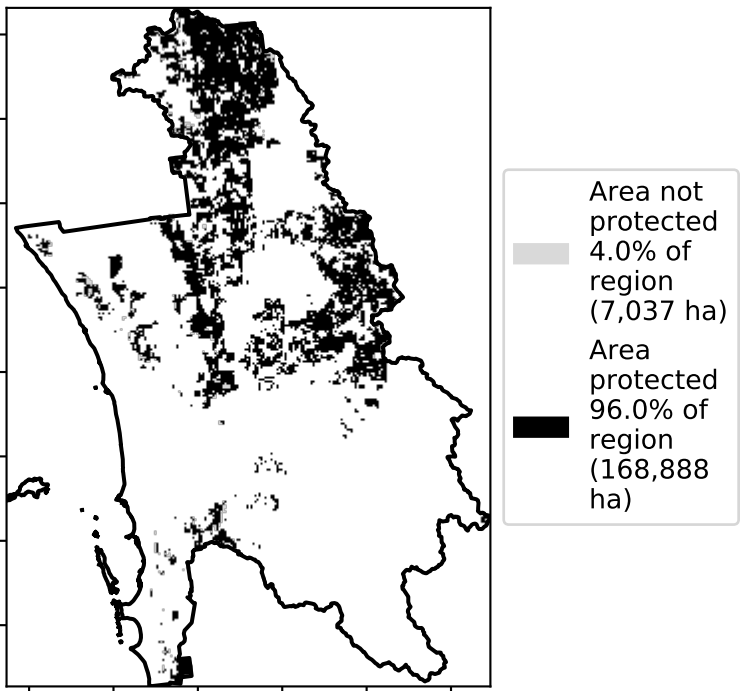 Area not
protected
4.0% of
region
(7,037 ha)
Area
protected
96.0% of
region
(168,888
ha)